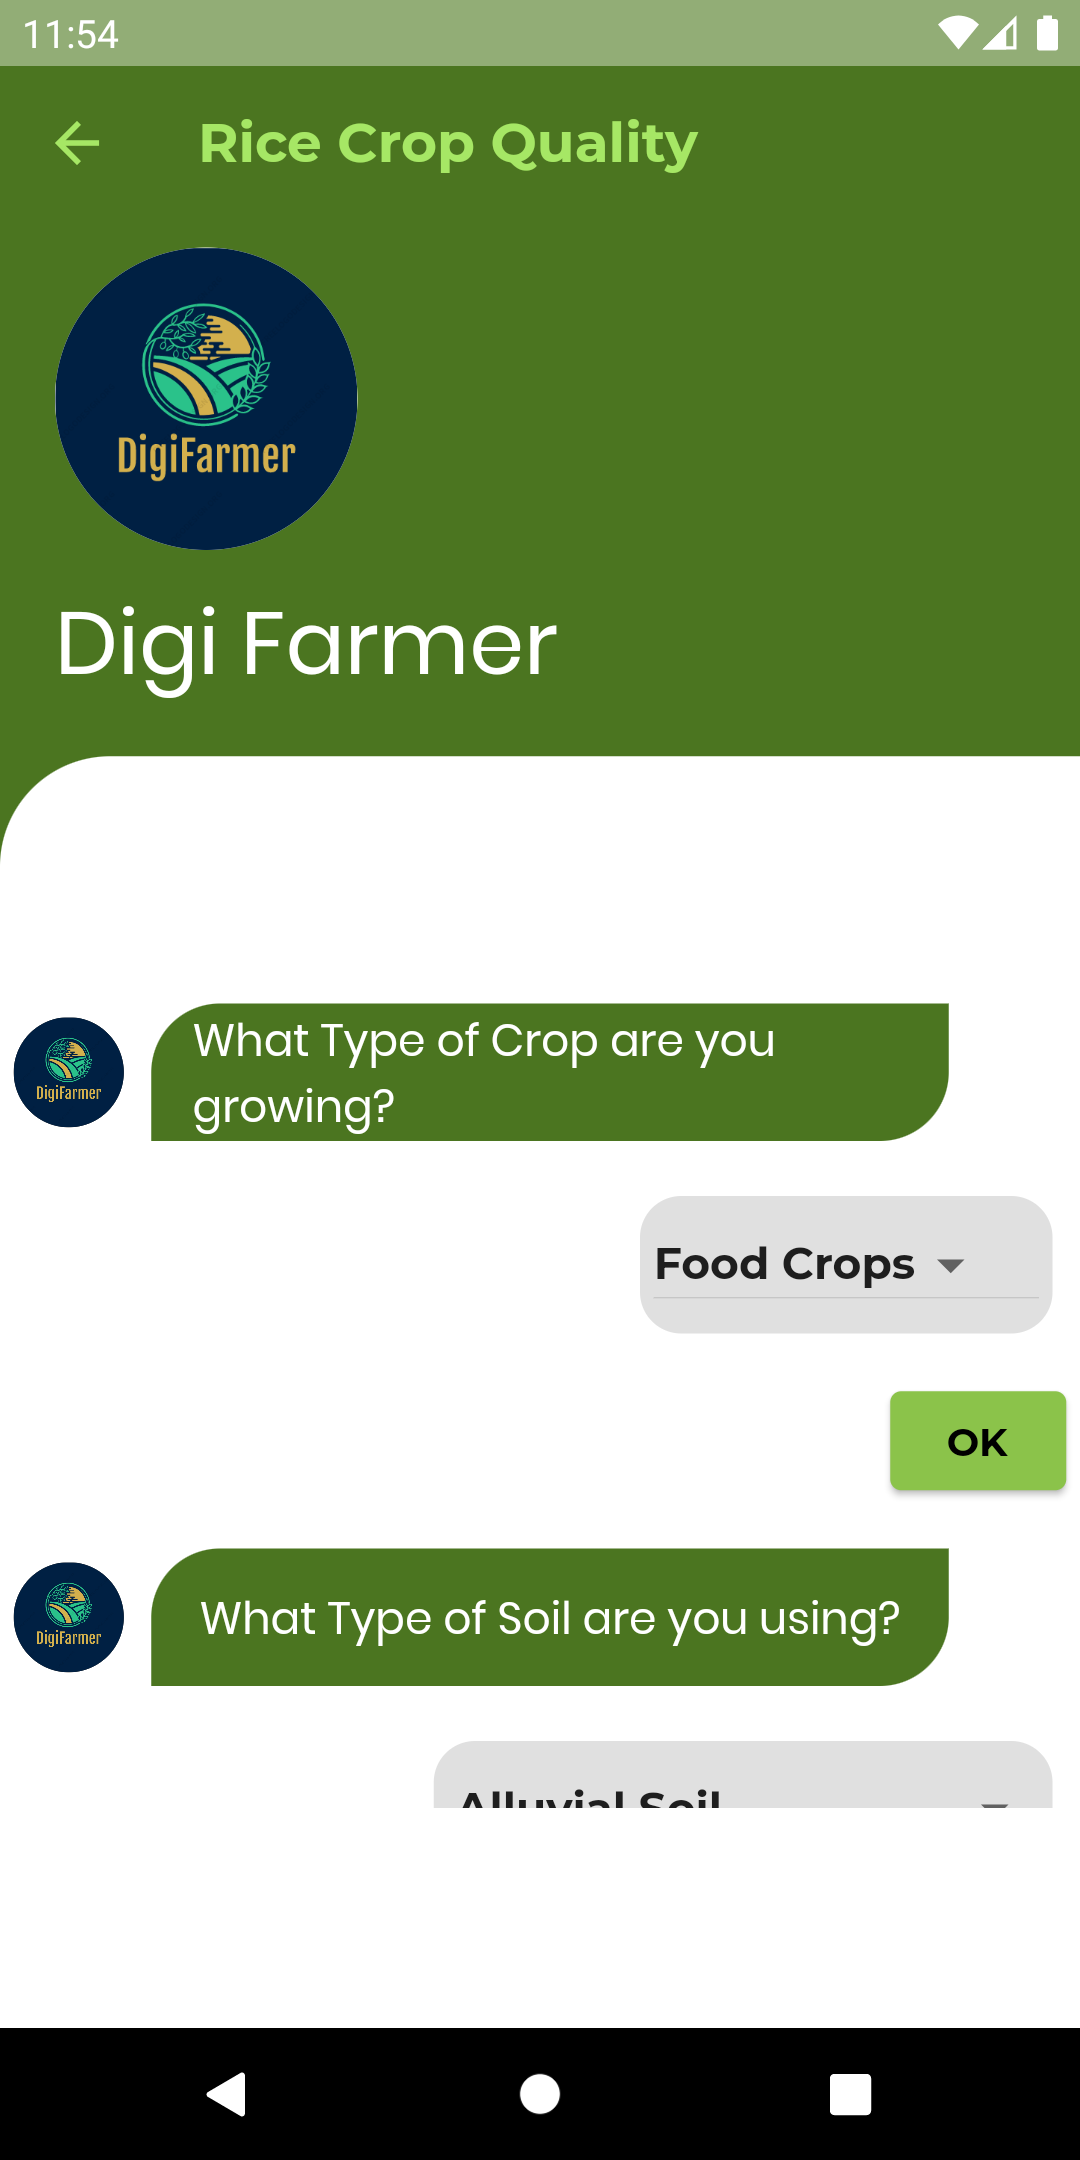 11:54
Rice Crop Quality
DigiFarmer
Digi Farmer
DigiFarmer
What Type of Crop are you
growing?
Food Crops
OK
DigiFarmer
What Type of Soil are you using?
Alluvial Soil